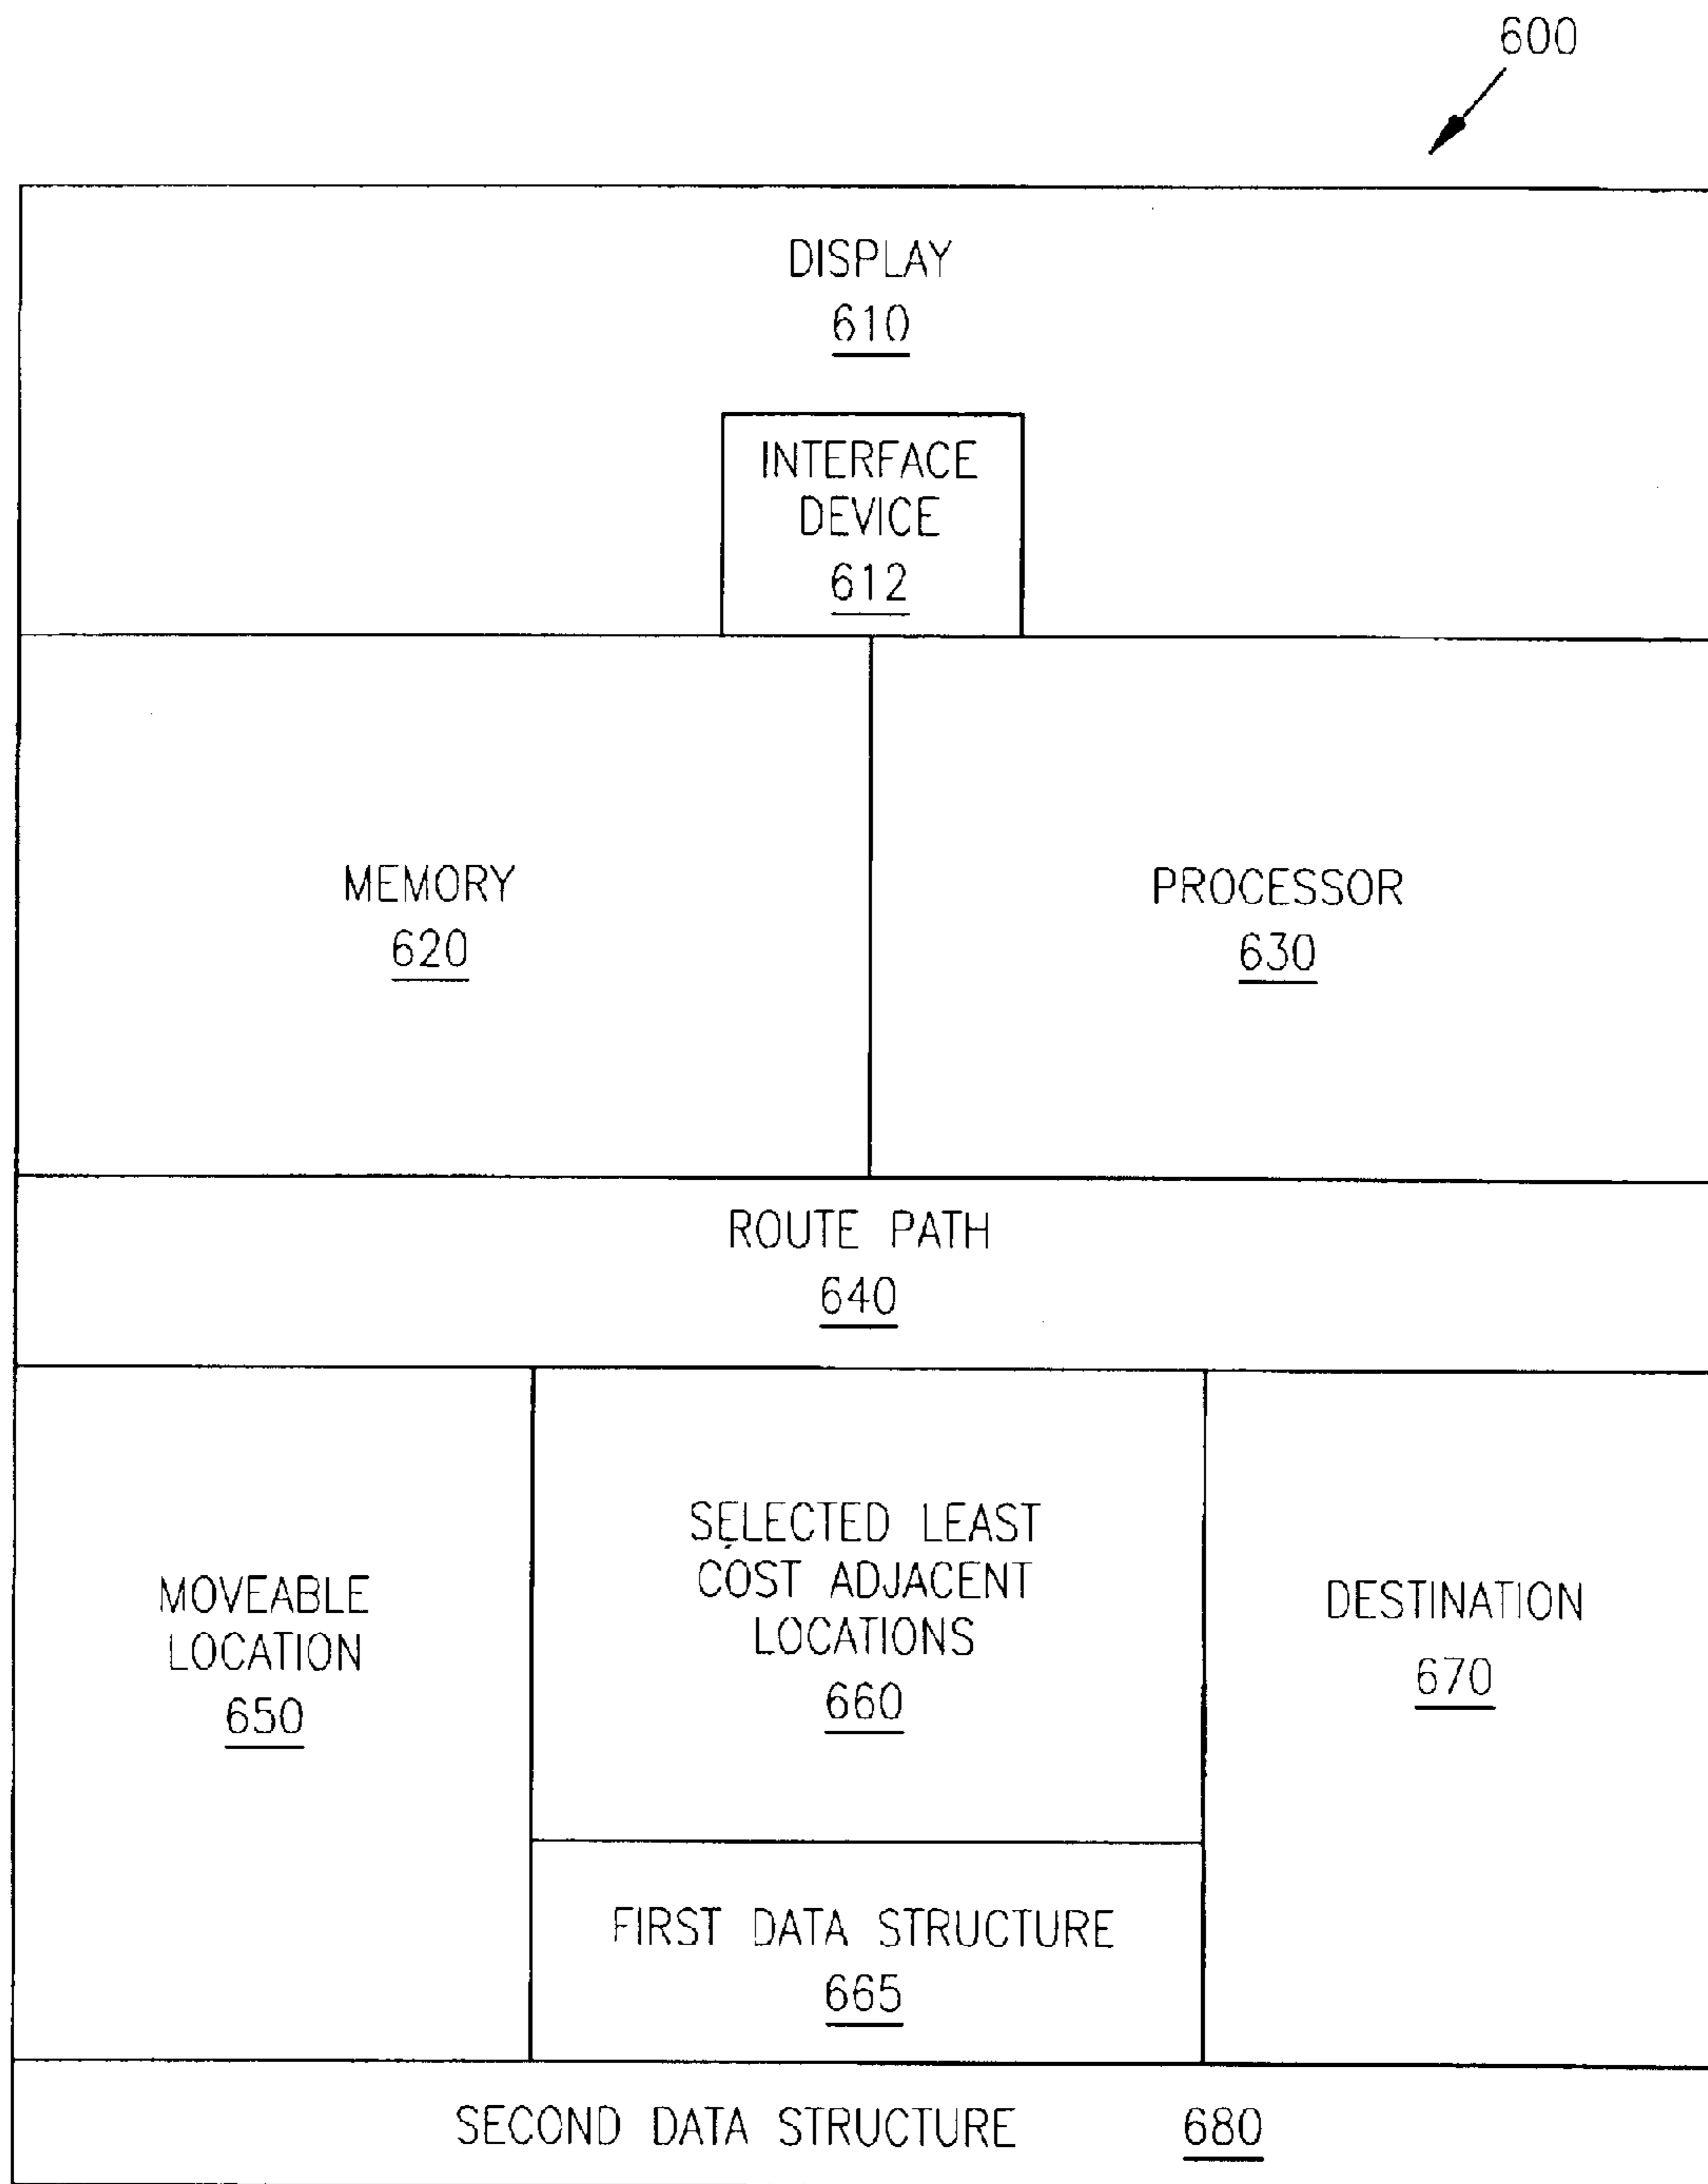 600
DISPLAY
610
INTERFACE
DEVICE
612
MEMORY
620
PROCESSOR
630
ROUTE PATH
640
MOVEABLE
LOCATION
650
SELECTED LEAST
COST ADJACENT
LOCATIONS
660
DESTINATION
670
FIRST DATA STRUCTURE
665
SECOND DATA STRUCTURE 680